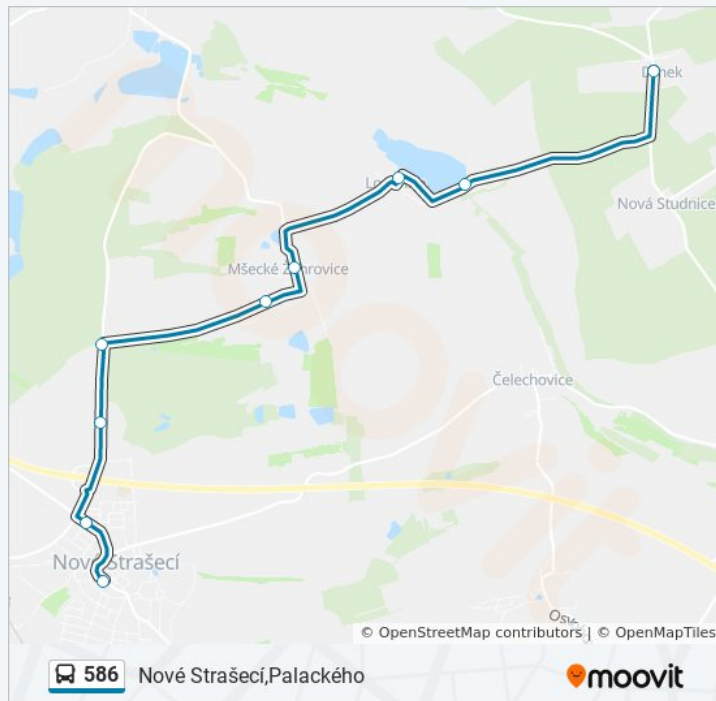 Nová Studnice
Mšecké Žehrovice
Čelechovice
Nové Strašecí
© OpenStreetMap contributors | © OpenMapTiles
586 Nové Strašecí,Palackého
moovit